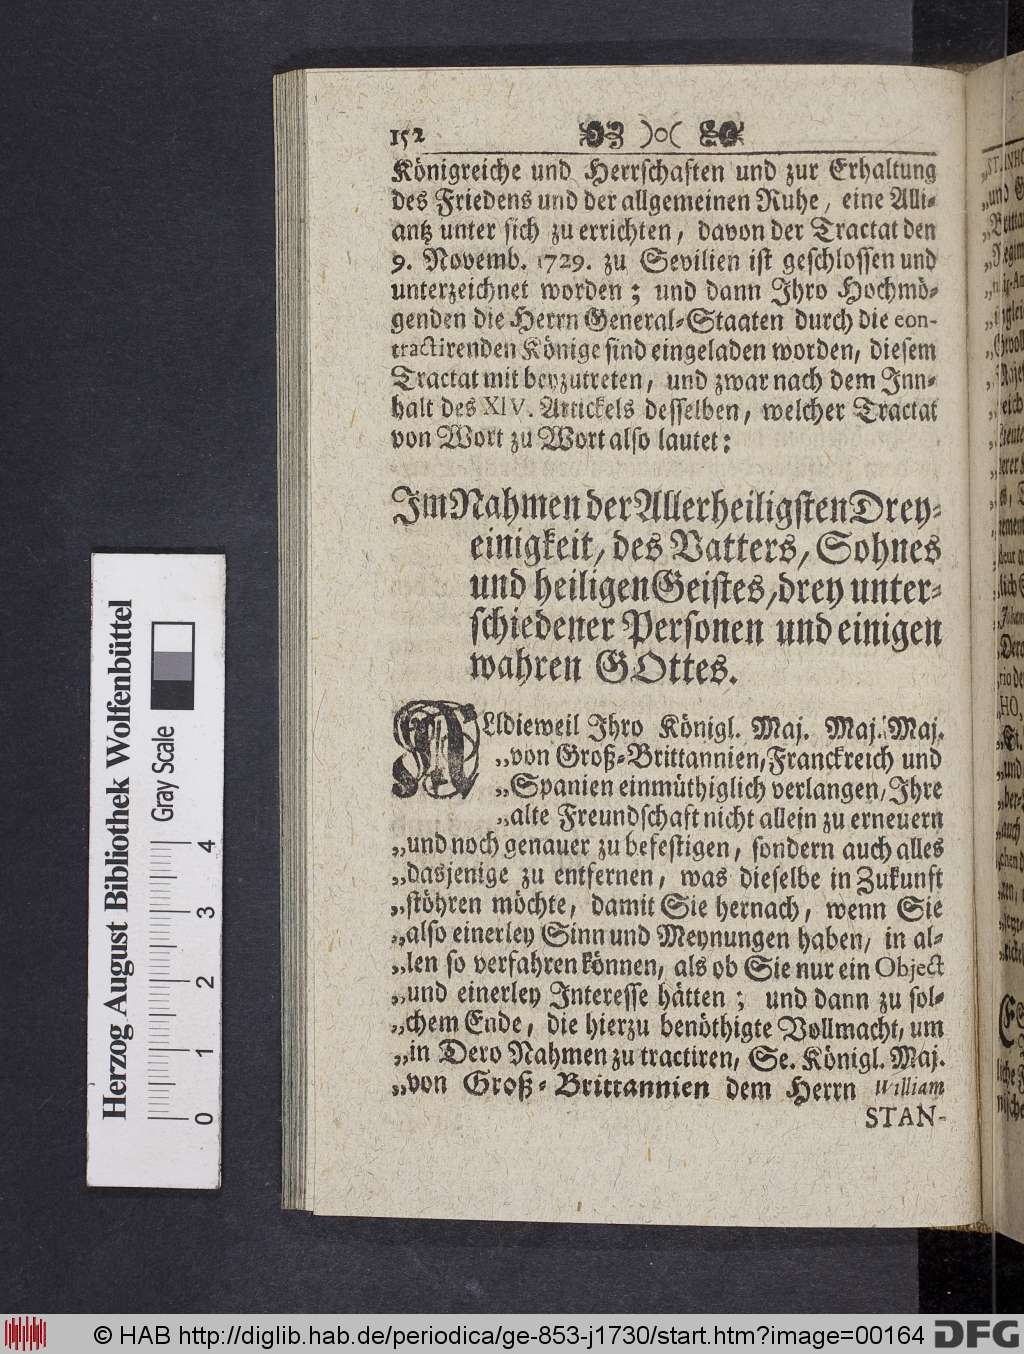 152 )o(
Königreiche und Herrschaften und zur Erhaltung
des Friedens und der allgemeinen Ruhe, eine Alli-
antz unter sich zu errichten, davon der Tractat den
9. Novemb. 1729. zu Sevilien ist geschlossen und
unterzeichnet worden; und dann Ihro Hochmö-
genden die Herrn General-Staaten durch die con-
tractirenden Könige sind eingeladen worden, diesem
Tractat mit beyzutreten, und zwar nach dem Inn-
halt des XIV. Artickels desselben, welcher Tractat
von Wort zu Wort also lautet:
Im Nahmen der Allerheiligsten Drey-
einigkeit, des Vatters, Sohnes
und heiligen Geistes, drey unter-
schiedener Personen und einigen
wahren GOttes.
ALldieweil Ihro Königl. Maj. Maj. Maj.
„von Groß-Brittannien, Franckreich und
„Spanien einmüthiglich verlangen, Ihre
„alte Freundschaft nicht allein zu erneuern
„und noch genauer zu befestigen, sondern auch alles
„dasjenige zu entfernen, was dieselbe in Zukunft
„stöhren möchte, damit Sie hernach, wenn Sie
„also einerley Sinn und Meynungen haben, in al-
„len so verfahren können, als ob Sie nur ein Object
„und einerley Interesse hätten; und dann zu sol-
„chem Ende, die hierzu benöthigte Vollmacht, um
„in Dero Nahmen zu tractiren, Se. Königl. Maj.
„von Groß-Brittannien dem Herrn William
STAN-
Herzog August Bibliothek Wolfenbüttel
Gray Scale
0 1 2 3 4
© HAB http://diglib.hab.de/periodica/ge-853-j1730/start.htm?image=00164 DFG